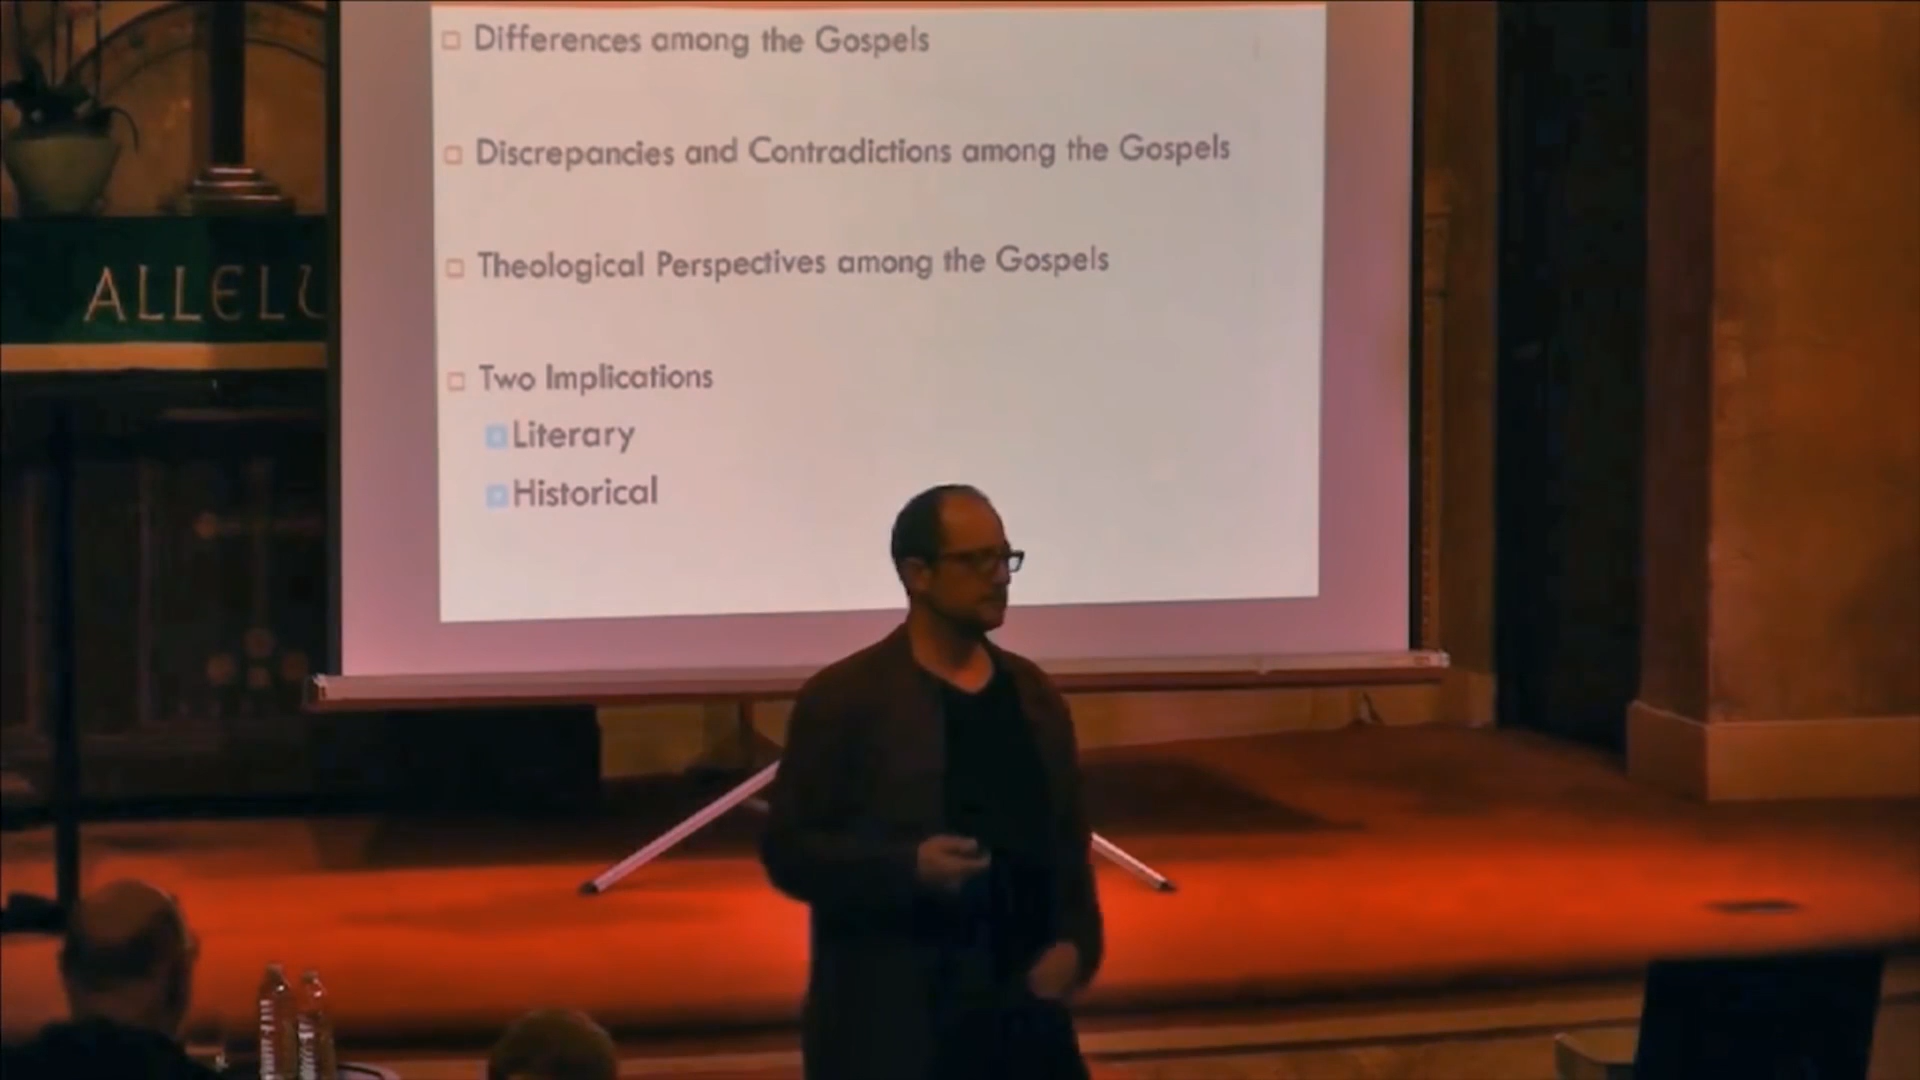 Differences among the Gospels
Discrepancies and Contradictions among the Gospels
Theological Perspectives among the Gospels
Two Implications
Literary
Historical
ALLELU